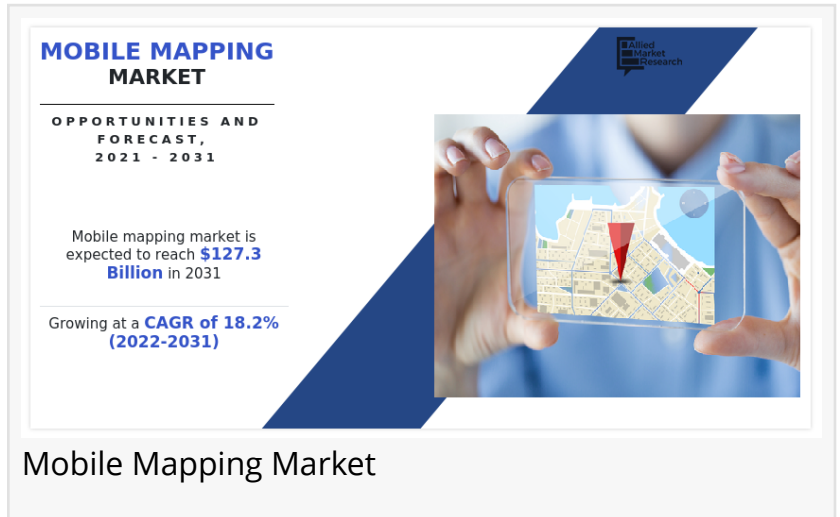 MOBILE MAPPING
MARKET
OPPORTUNITIES AND
FORECAST,
2021 - 2031
Mobile mapping market is
expected to reach $127.3
Billion in 2031
Growing at a CAGR of 18.2%
(2022-2031)
Allied
Market
Research
Mobile Mapping Market